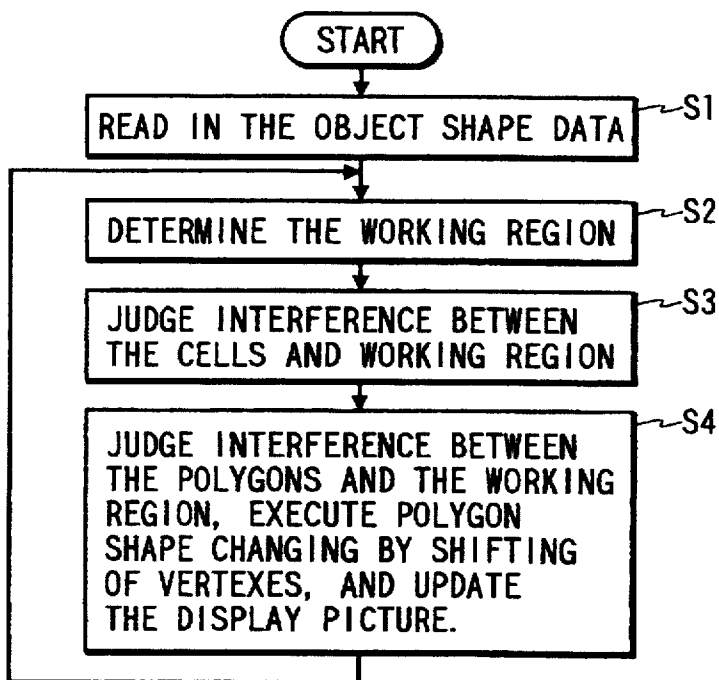 START
READ IN THE OBJECT SHAPE DATA
S1
DETERMINE THE WORKING REGION
S2
JUDGE INTERFERENCE BETWEEN
THE CELLS AND WORKING REGION
S3
JUDGE INTERFERENCE BETWEEN
THE POLYGONS AND THE WORKING
REGION, EXECUTE POLYGON
SHAPE CHANGING BY SHIFTING
OF VERTEXES, AND UPDATE
THE DISPLAY PICTURE.
S4